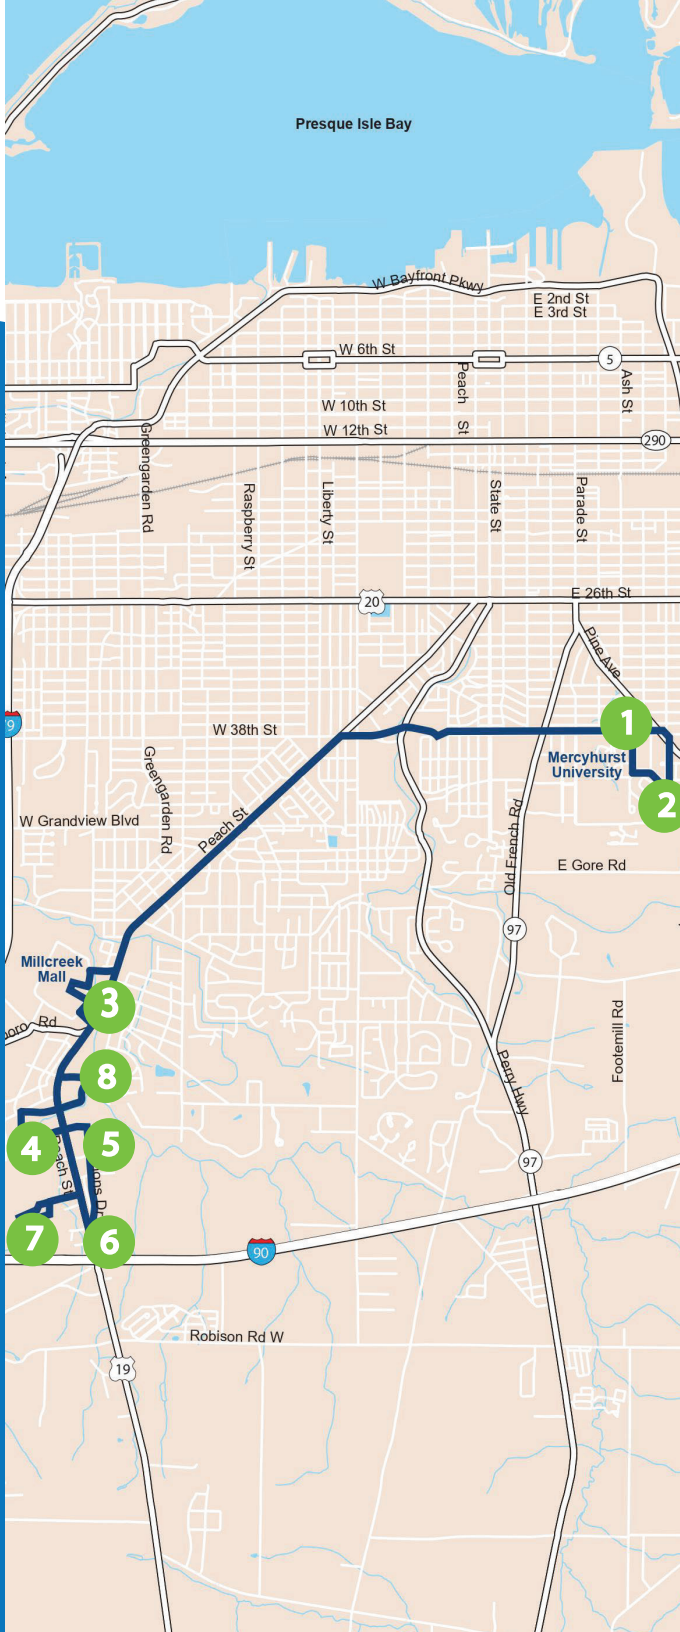 Presque Isle Bay
W Bayfront Pkwy
E 2nd St
E 3rd St
W 6th St
5
Peach St
Ash St
W 10th St
W 12th St
290
Greengarden Rd
Raspberry St
Liberty St
State St
Parade St
E 26th St
20
Pine Ave
W 38th St
1
Mercyhurst
University
2
Greengarden Rd
W Grandview Blvd
Peach St
Old French Rd
E Gore Rd
97
Millcreek
Mall
3
Rd
Footemill Rd
8
Perry Hwy
4
5
Peach St
97
7
6
90
Robison Rd W
19